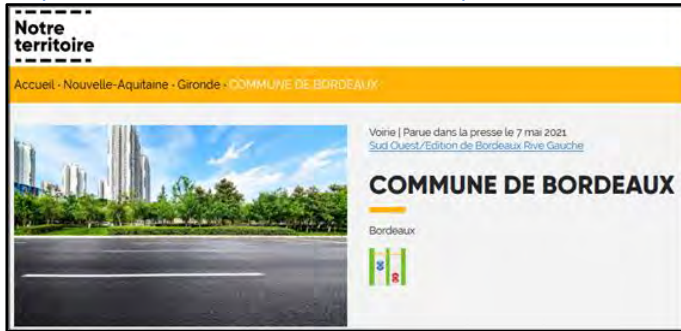 Notre
territoire
Accueil - Nouvelle-Aquitaine - Gironde - COMMUNE DE BORDEAUX
Voirie | Parue dans la presse le 7 mai 2021
Sud Ouest/Edition de Bordeaux Rive Gauche
COMMUNE DE BORDEAUX
Bordeaux